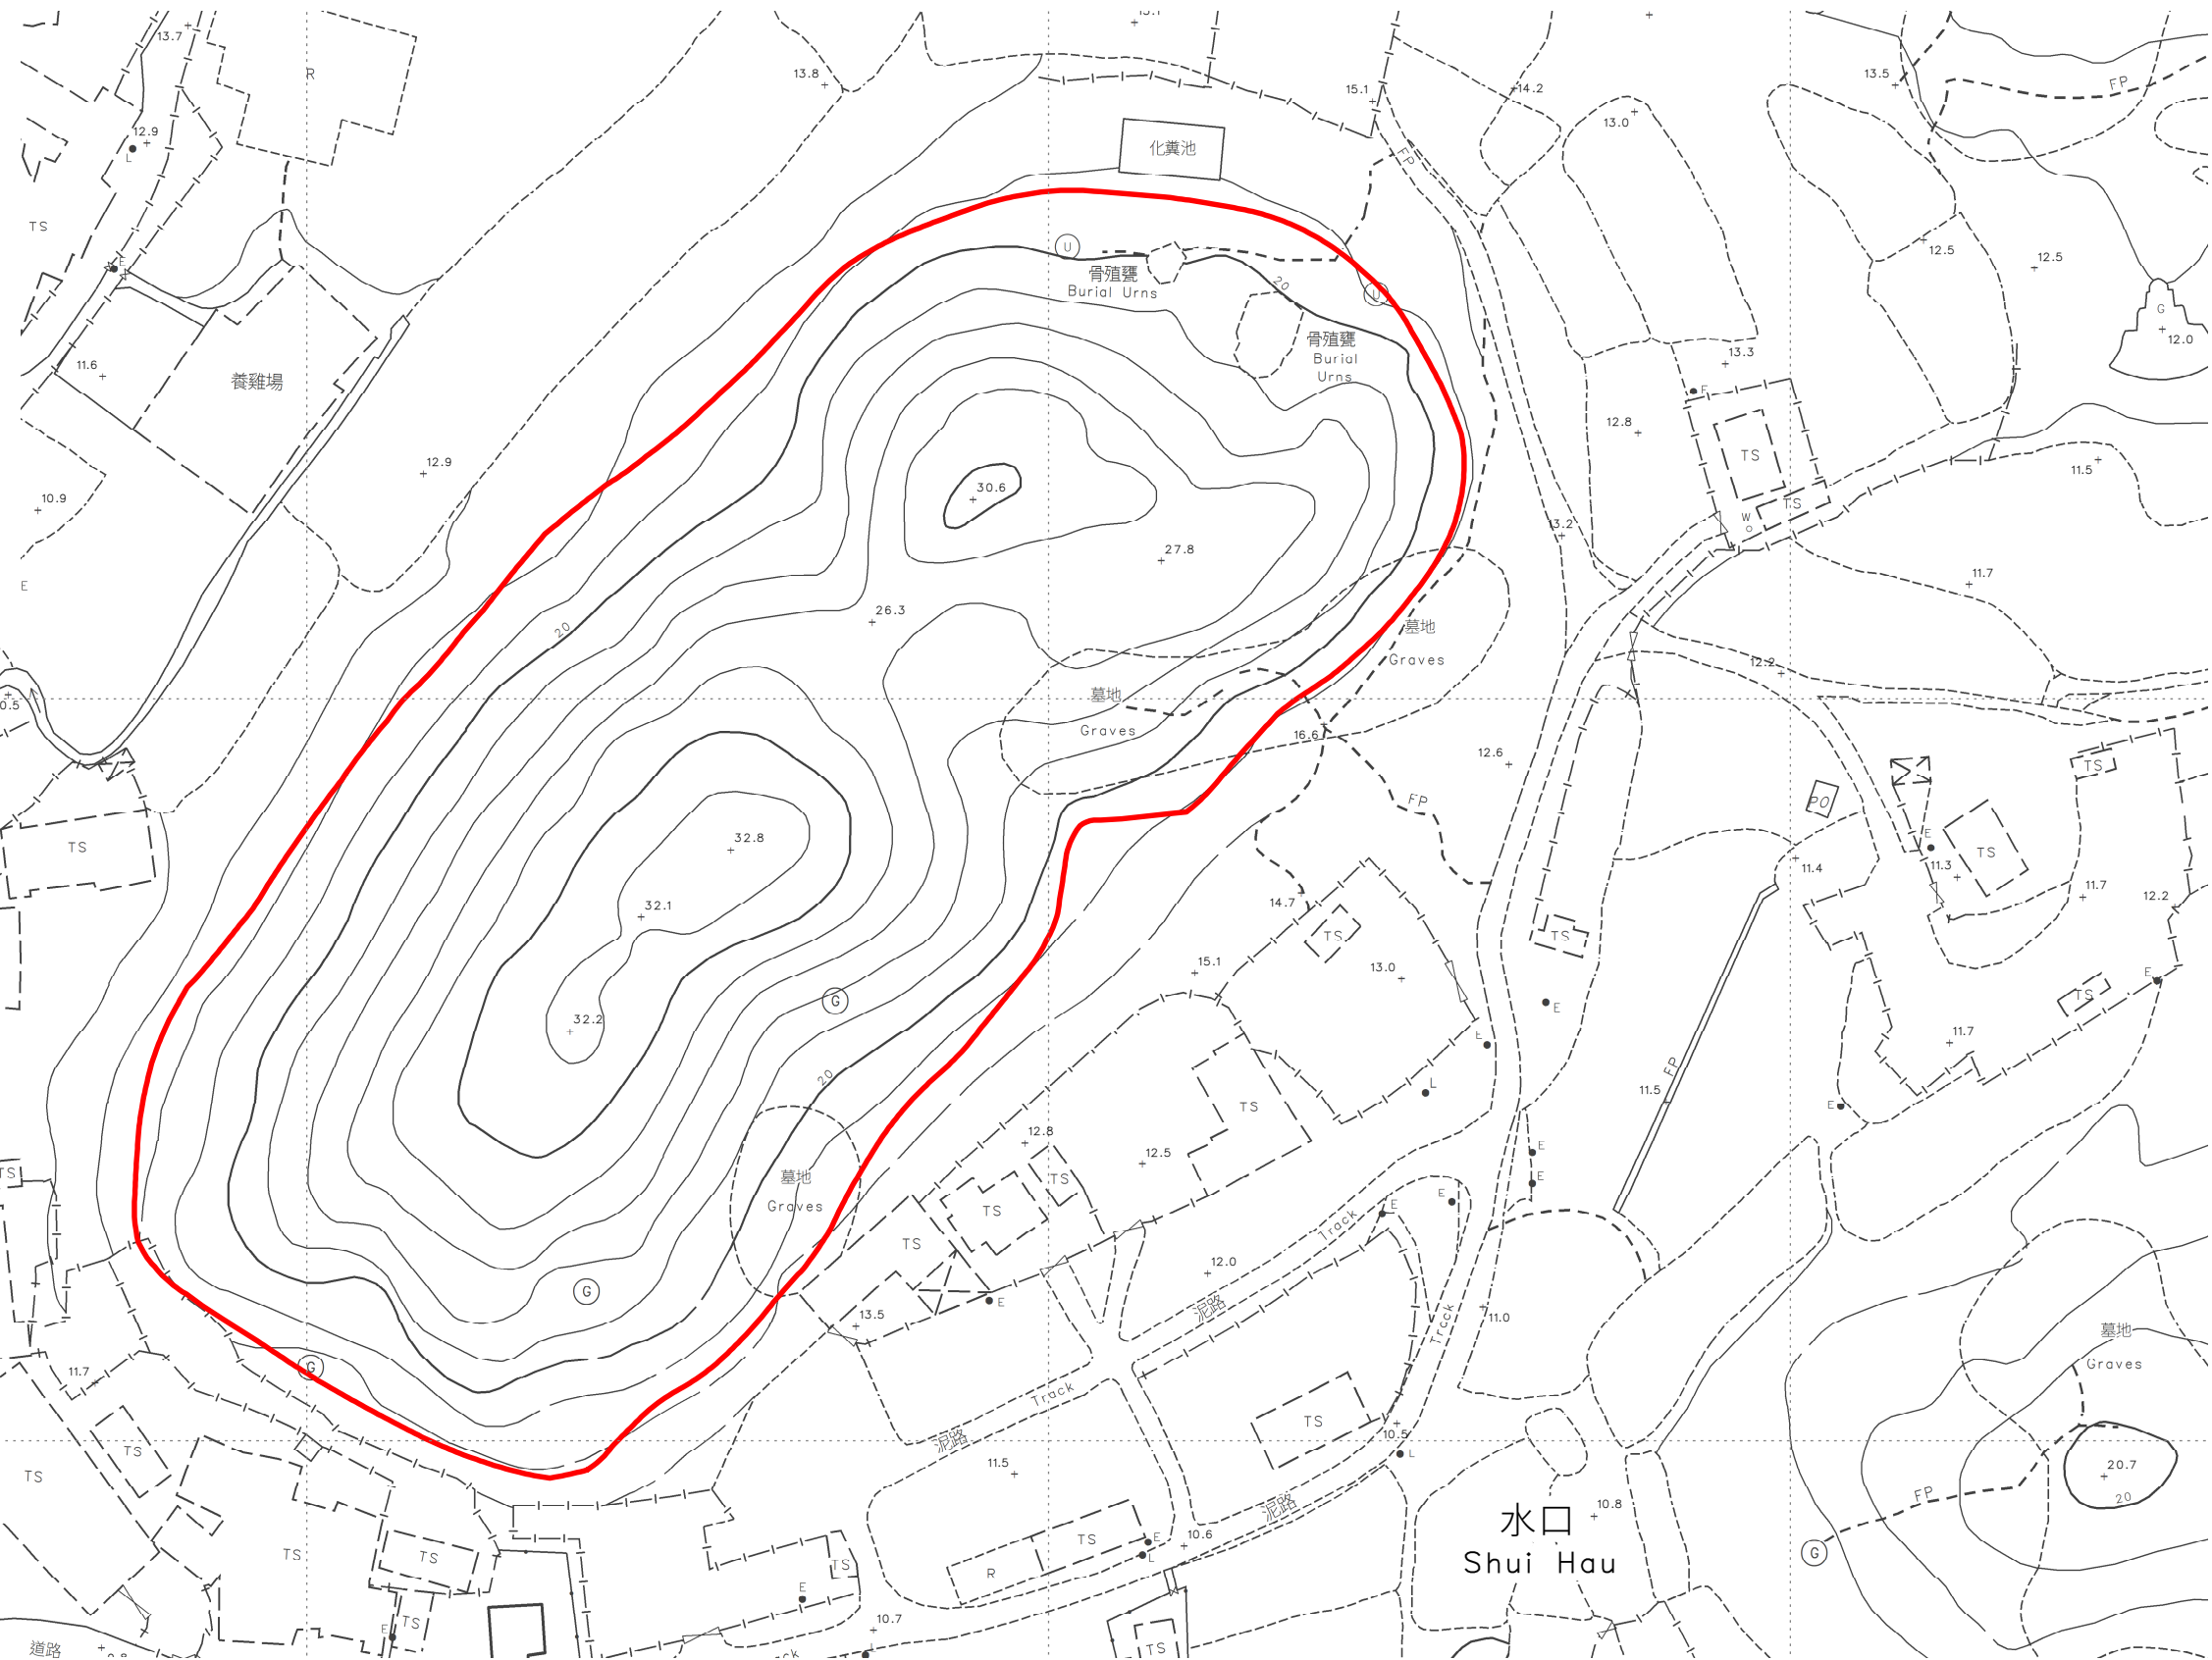 13.7
R
13.8
13.1
15.1
14.2
13.0
13.5
FP
12.9
L
化糞池
FP
TS
E
U
骨殖甕
Burial Urns
20
U
骨殖甕
Burial
Urns
12.5
12.5
G
12.0
11.6
養雞場
13.3
E
12.8
TS
12.9
30.6
11.5
10.9
TS
W
13.2
27.8
E
26.3
11.7
20
墓地
Graves
12.2
墓地
Graves
16.6
12.6
FP
PO
TS
TS
32.8
E
TS
11.3
11.4
11.7
12.2
32.1
14.7
TS
TS
15.1
13.0
E
TS
G
E
32.2
E
11.7
20
L
FP
11.5
E
TS
12.8
12.5
E
TS
墓地
Graves
TS
E
TS
E
E
TS
Track
12.0
G
E
泥路
13.5
Track
11.0
墓地
Graves
G
11.7
Track
TS
10.5
泥路
L
TS
11.5
20.7
20
FP
TS
泥路
水口
Shui Hau
10.8
10.6
TS
E
L
G
TS
TS
TS
R
E
TS
10.7
E
TS
道路
L